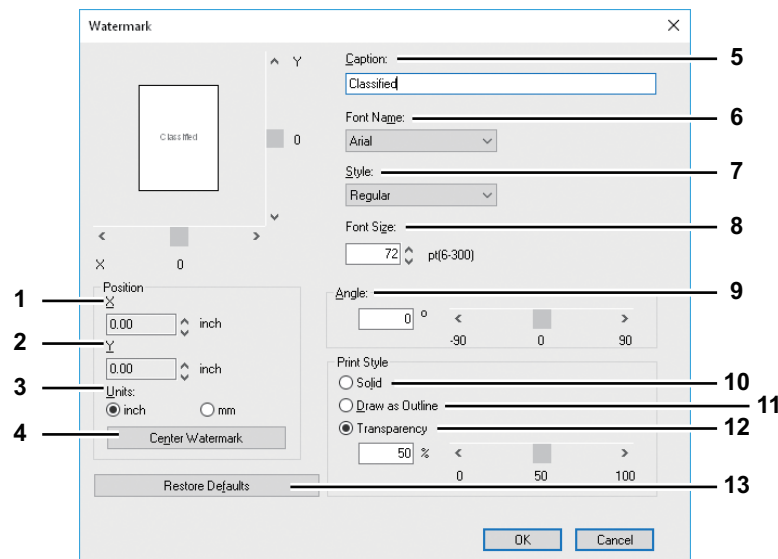 Watermark
Y
Classified
0
X 0
Position
X
0.00 inch
Y
0.00 inch
Units:
inch mm
Center Watermark
Restore Defaults
Caption:
Classified
Font Name:
Arial
Style:
Regular
Font Size:
72 pt(6-300)
Angle:
0 °
-90 0 90
Print Style
Solid
Draw as Outline
Transparency
50 %
0 50 100
OK Cancel
1
2
3
4
5
6
7
8
9
10
11
12
13